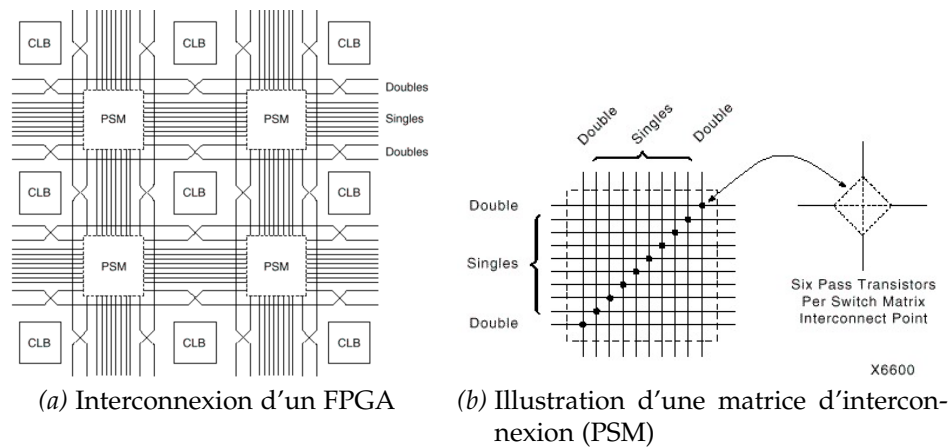 CLB
CLB
CLB
Doubles
PSM
PSM
Singles
Doubles
CLB
CLB
CLB
PSM
PSM
CLB
CLB
CLB
(a) Interconnexion d'un FPGA
Double
Singles
Double
Double
Singles
Double
Six Pass Transistors
Per Switch Matrix
Interconnect Point
X6600
(b) Illustration d'une matrice d'intercon-
nexion (PSM)